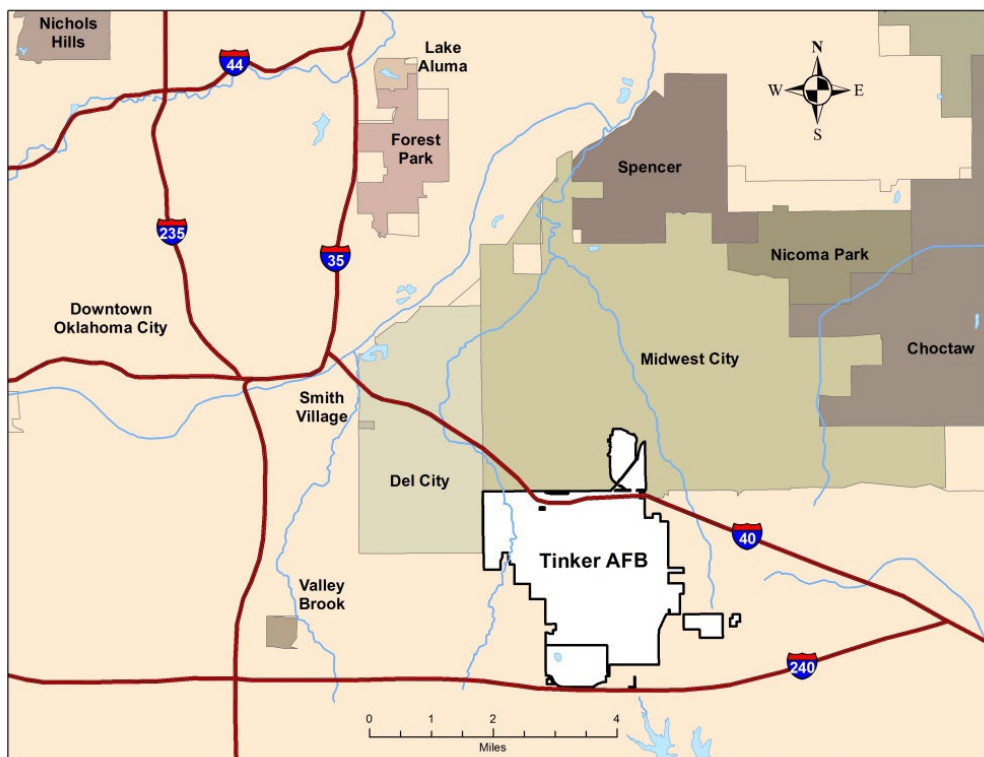 Nichols
Hills
44
Lake
Aluma
N
W
E
S
Forest
Park
Spencer
235
35
Nicoma Park
Downtown
Oklahoma City
Midwest City
Choctaw
Smith
Village
Del City
40
Tinker AFB
Valley
Brook
240
0 1 2 4
Miles